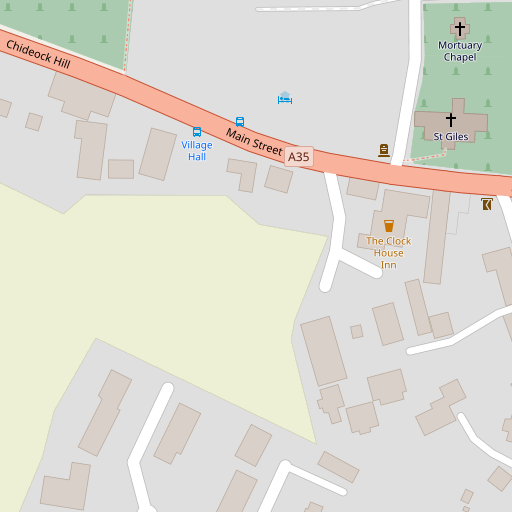 Chideock Hill
Mortuary
Chapel
St Giles
Main Street
A35
Village
Hall
The Clock
House
Inn